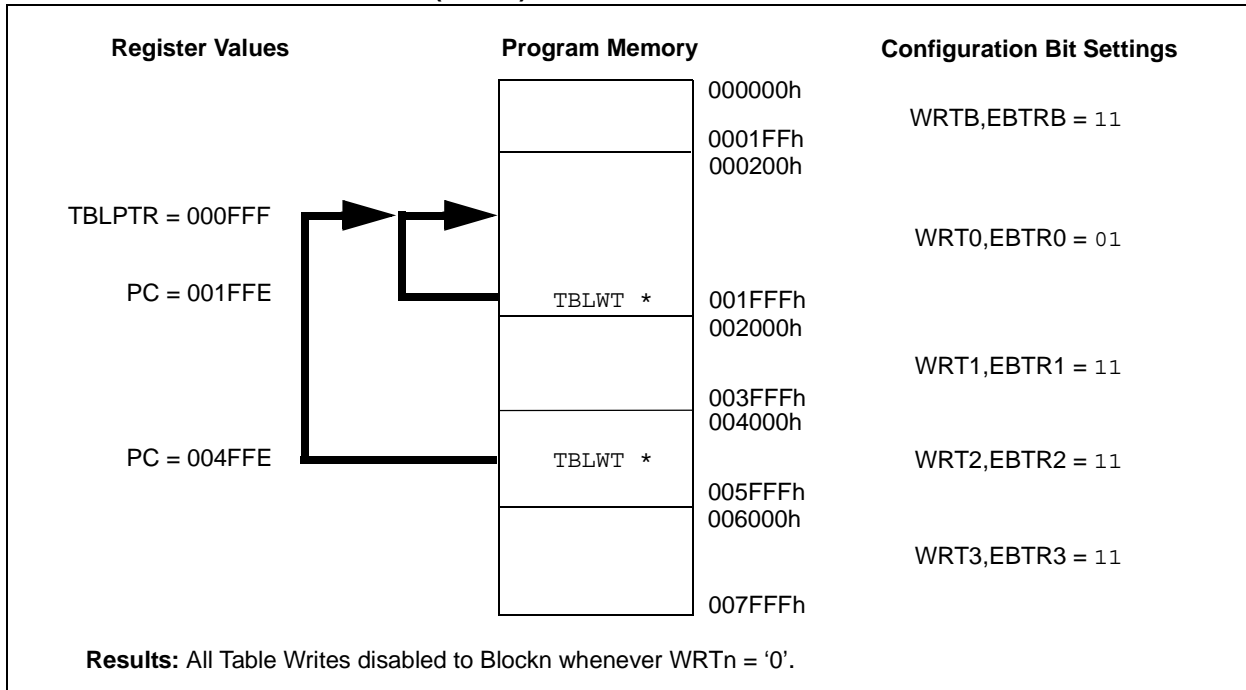 Register Values Program Memory Configuration Bit Settings
000000h
WRTB,EBTRB = 11
0001FFh
000200h
TBLPTR = 000FFF
WRT0,EBTR0 = 01
PC = 001FFE
TBLWT *
001FFFh
002000h
WRT1,EBTR1 = 11
003FFFh
004000h
PC = 004FFE
TBLWT *
WRT2,EBTR2 = 11
005FFFh
006000h
WRT3,EBTR3 = 11
007FFFh
Results: All Table Writes disabled to Blockn whenever WRTn = ‘0’.